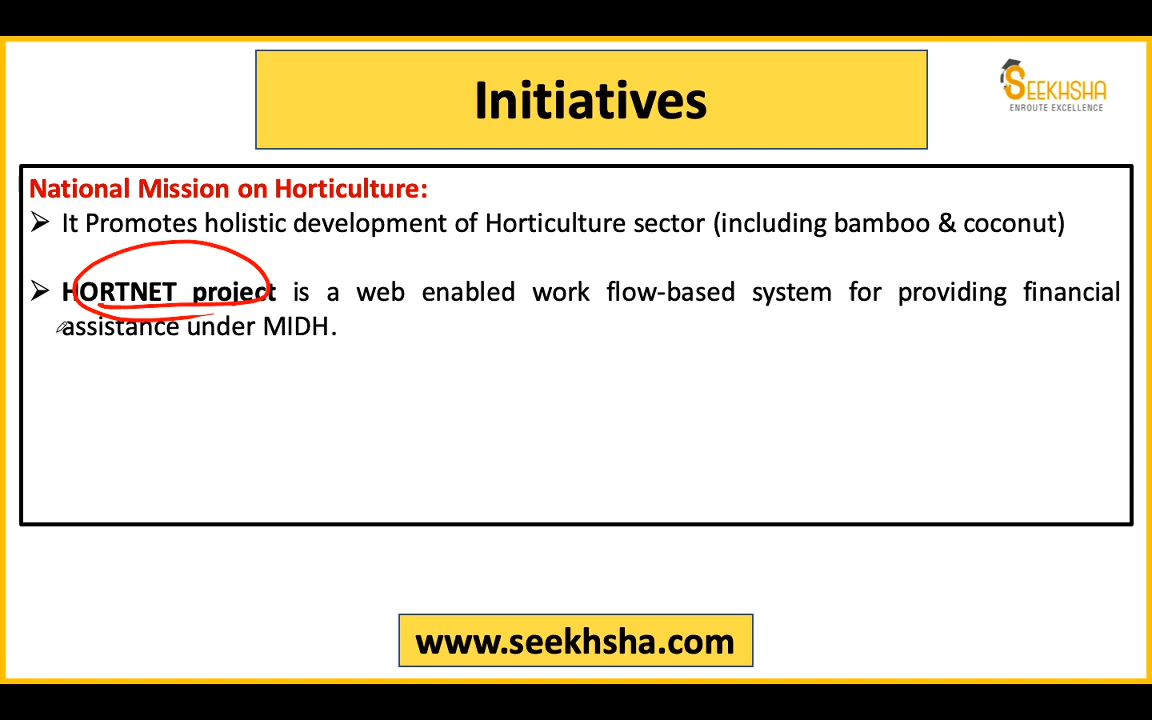 Initiatives
SEEKHSHA
ENROUTE EXCELLENCE
National Mission on Horticulture:
➢ It Promotes holistic development of Horticulture sector (including bamboo & coconut)
➢ HORTNET project is a web enabled work flow-based system for providing financial
assistance under MIDH.
www.seekhsha.com